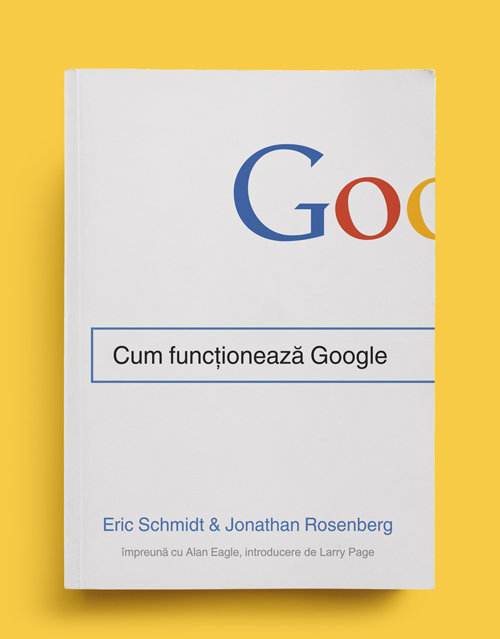 Goo
Cum funcționează Google
Eric Schmidt & Jonathan Rosenberg
împreună cu Alan Eagle, introducere de Larry Page